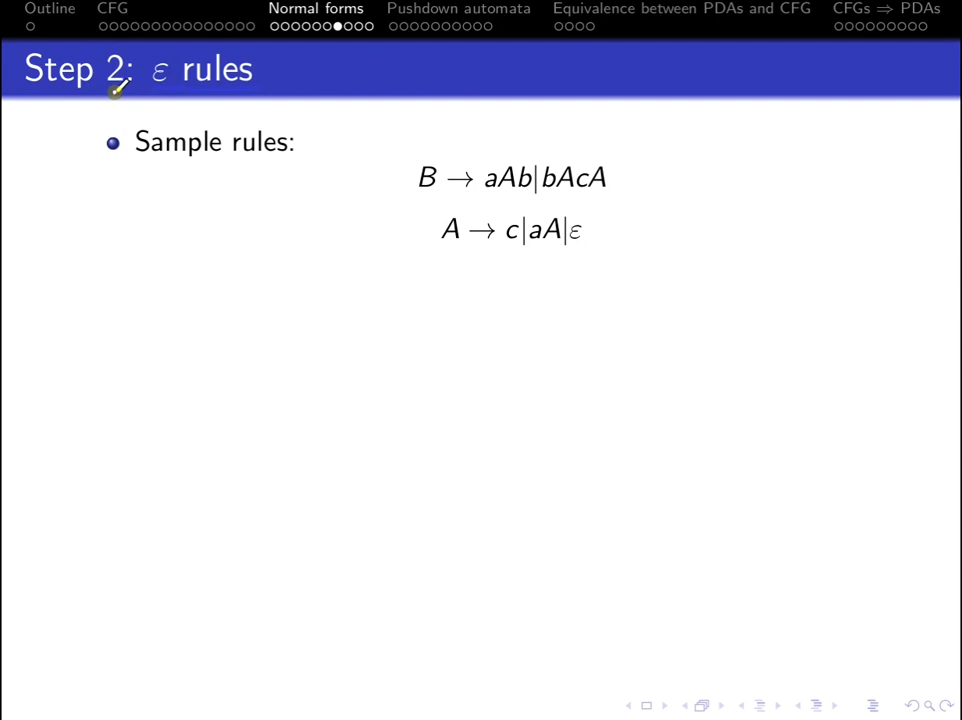 Outline CFG Normal forms Pushdown automata Equivalence between PDAs and CFG CFGs ⇒ PDAs
Step 2: ε rules
Sample rules:
B → aAb|bAcA
A → c|aA|ε